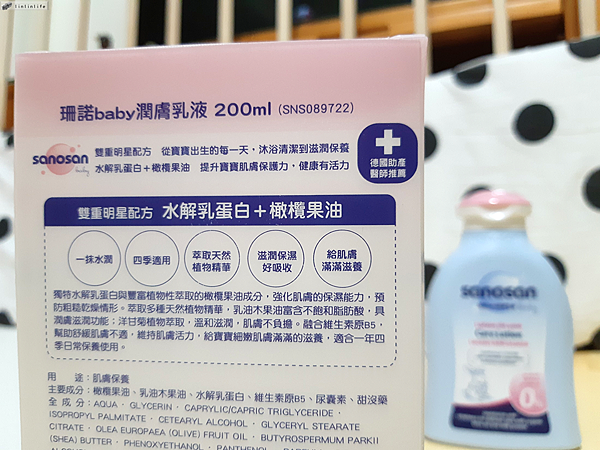 linlinlife
珊諾baby潤膚乳液 200ml (SNS089722)
sanosan
baby
雙重明星配方 從寶寶出生的每一天，沐浴清潔到滋潤保養
水解乳蛋白＋橄欖果油 提升寶寶肌膚保護力，健康有活力
德國助產
醫師推薦
雙重明星配方 水解乳蛋白＋橄欖果油
一抹水潤
四季適用
萃取天然
植物精華
滋潤保濕
好吸收
給肌膚
滿滿滋養
獨特水解乳蛋白與豐富植物性萃取的橄欖果油成分，強化肌膚的保濕能力，預
防粗糙乾燥情形。萃取多種天然植物精華，乳油木果油富含不飽和脂肪酸，具
潤膚滋潤功能；洋甘菊植物萃取，溫和滋潤，肌膚不負擔。融合維生素原B5，
幫助舒緩肌膚不適，維持肌膚活力，給寶寶細嫩肌膚滿滿的滋養，適合一年四
季日常保養使用。
用 途：肌膚保養
主要成分：橄欖果油、乳油木果油、水解乳蛋白、維生素原B5、尿囊素、甜沒藥
全 成 分：AQUA · GLYCERIN · CAPRYLIC/CAPRIC TRIGLYCERIDE ·
ISOPROPYL PALMITATE · CETEARYL ALCOHOL · GLYCERYL STEARATE
CITRATE · OLEA EUROPAEA (OLIVE) FRUIT OIL · BUTYROSPERMUM PARKII
(SHEA) BUTTER · PHENOXYETHANOL · PANTHENOL ·
sanosan
0%